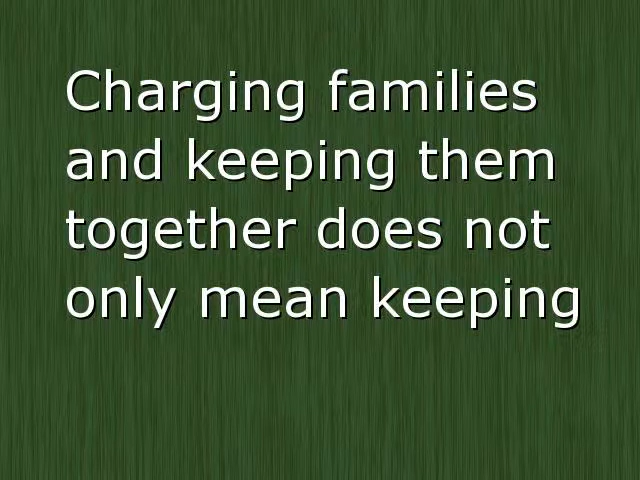 Charging families
and keeping them
together does not
only mean keeping